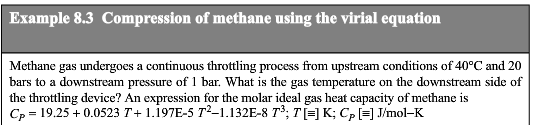 Example 8.3  Compression of methane using the virial equation
Methane gas undergoes a continuous throttling process from upstream conditions of 40°C and 20
bars to a downstream pressure of 1 bar. What is the gas temperature on the downstream side of
the throttling device? An expression for the molar ideal gas heat capacity of methane is
C_P = 19.25 + 0.0523 T + 1.197E-5 T²–1.132E-8 T³; T [=] K; C_P [=] J/mol–K